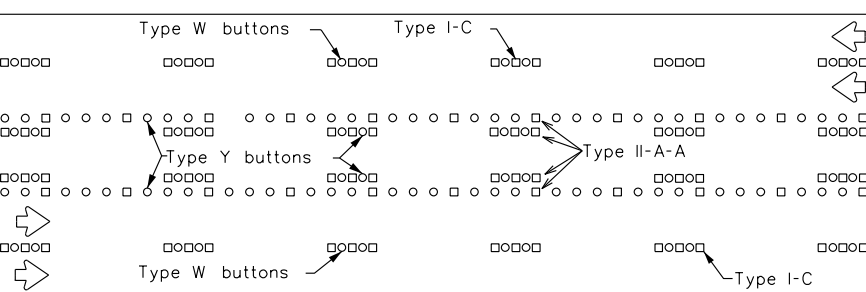 Type W buttons
Type I-C
Type Y buttons
Type II-A-A
Type W buttons
Type I-C